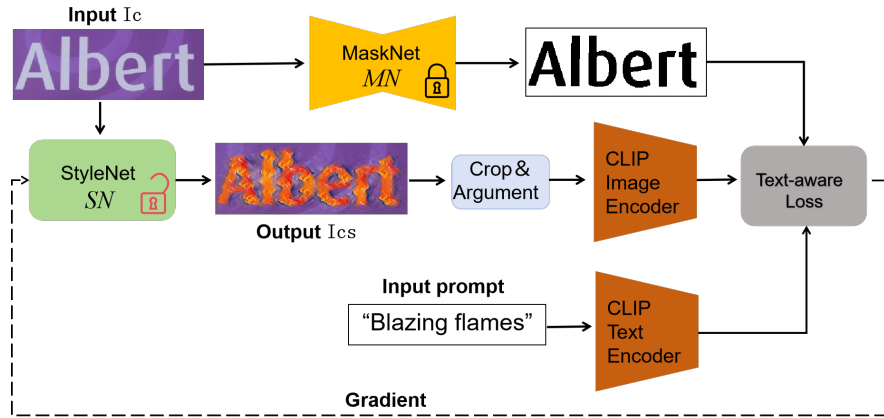 Input Ic
Albert
MaskNet
MN
Albert
StyleNet
SN
Albert
Output Ics
Crop &
Argument
CLIP
Image
Encoder
Text-aware
Loss
Input prompt
“Blazing flames”
CLIP
Text
Encoder
Gradient